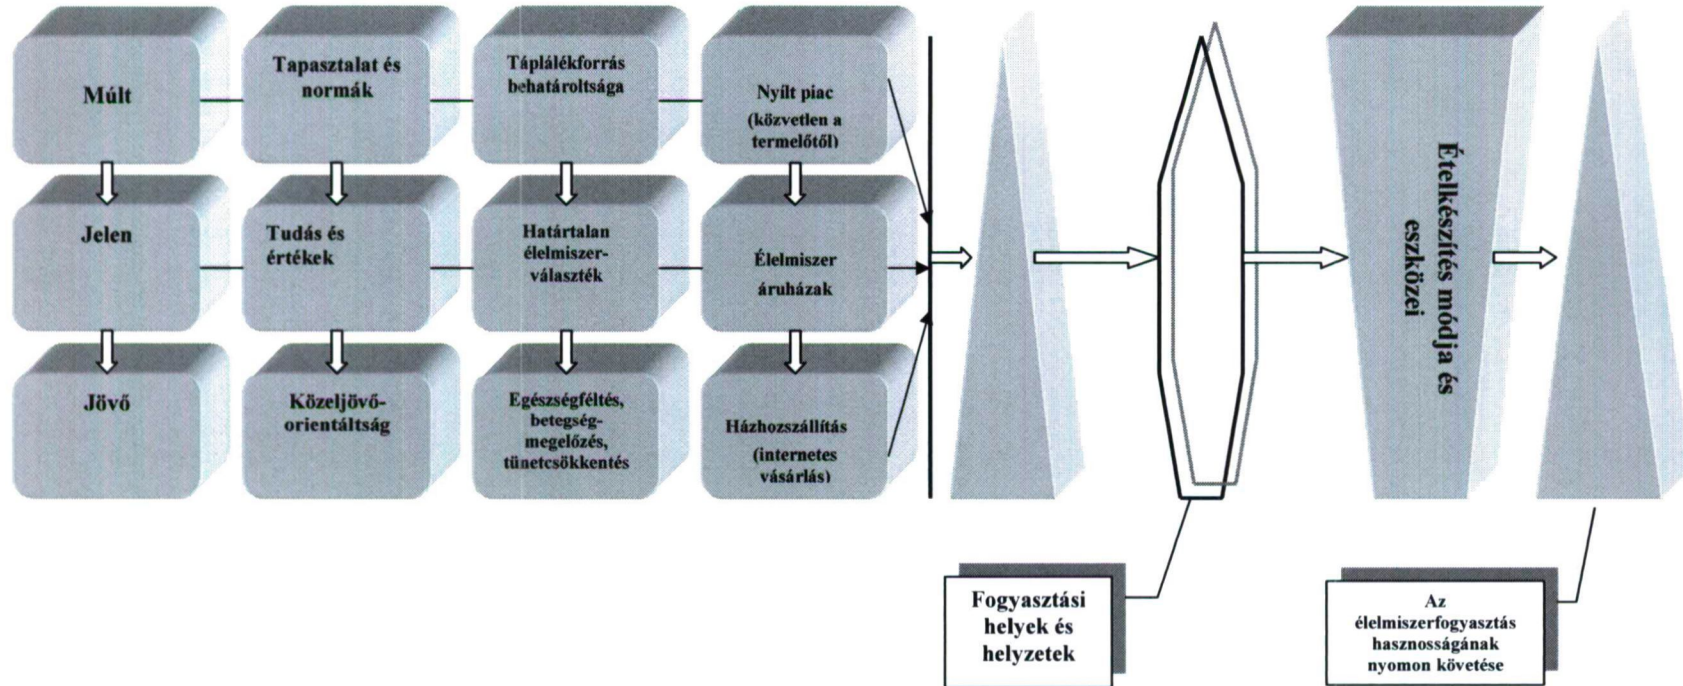 Múlt
Tapasztalat és
normák
Táplálékforrás
behatároltsága
Nyílt piac
(közvetlen a
termelőtől)
Jelen
Tudás és
értékek
Határtalan
élelmiszer-
választék
Élelmiszer
áruházak
Jövő
Közeljövő-
orientáltság
Egészségféltés,
betegség-
megelőzés,
tünetcsökkentés
Házhozszállítás
(internetes
vásárlás)
Ételkészítés módja és
eszközei
Fogyasztási
helyek és
helyzetek
Az
élelmiszerfogyasztás
hasznosságának
nyomon követése